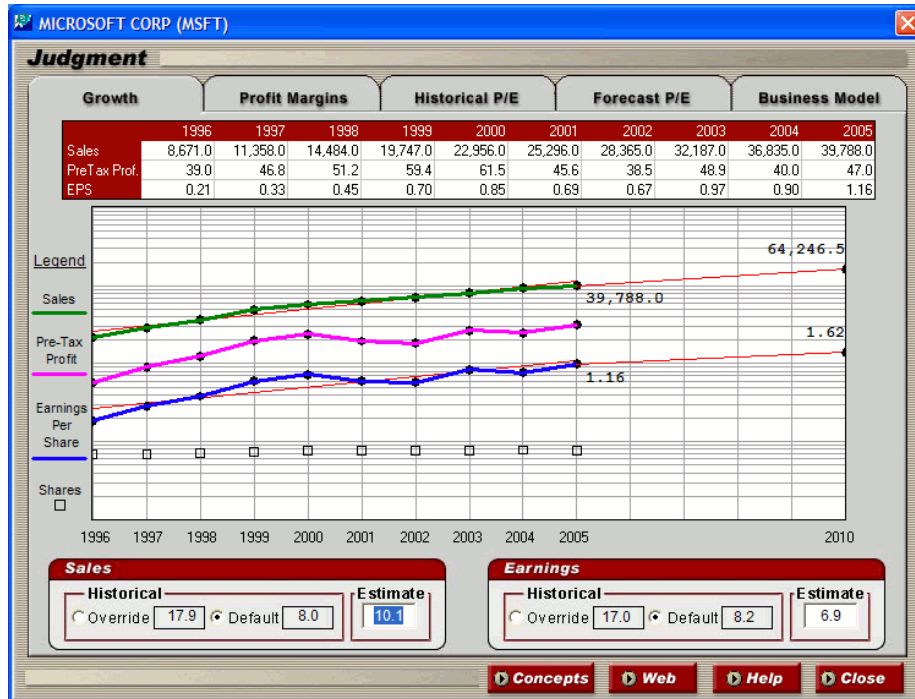 MICROSOFT CORP (MSFT)
Judgment
Growth Profit Margins Historical P/E Forecast P/E Business Model
1996 1997 1998 1999 2000 2001 2002 2003 2004 2005
Sales 8,671.0 11,358.0 14,484.0 19,747.0 22,956.0 25,296.0 28,365.0 32,187.0 36,835.0 39,788.0
PreTax Prof. 39.0 46.8 51.2 59.4 61.5 45.6 38.5 48.9 40.0 47.0
EPS 0.21 0.33 0.45 0.70 0.85 0.69 0.67 0.97 0.90 1.16
Legend
Sales
Pre-Tax
Profit
Earnings
Per
Share
Shares
64,246.5
39,788.0
1.62
1.16
1996 1997 1998 1999 2000 2001 2002 2003 2004 2005 2010
Sales
Historical Estimate
Override 17.9 Default 8.0 10.1
Earnings
Historical Estimate
Override 17.0 Default 8.2 6.9
Concepts Web Help Close